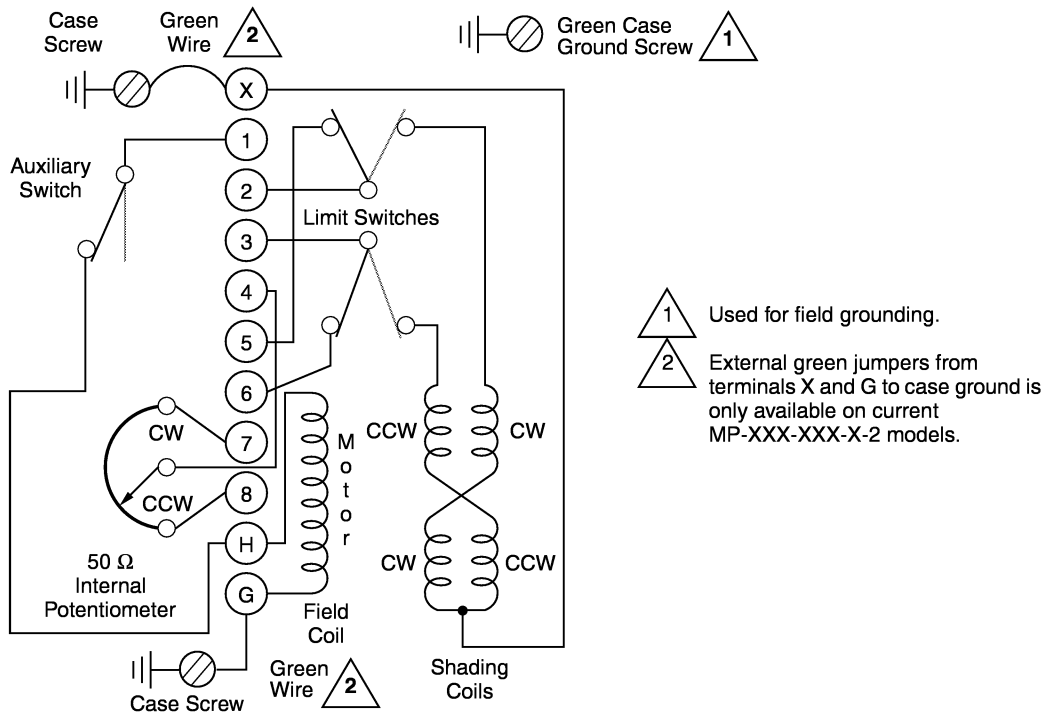 Case
Screw
Green
Wire
2
Green Case
Ground Screw
1
X
1
Auxiliary
Switch
2
Limit Switches
3
4
5
6
CW
7
CCW
8
50 Ω
Internal
Potentiometer
H
G
Motor
Field
Coil
CCW
CW
CW
CCW
Shading
Coils
Case Screw
Green
Wire
2
1
Used for field grounding.
2
External green jumpers from
terminals X and G to case ground is
only available on current
MP-XXX-XXX-X-2 models.